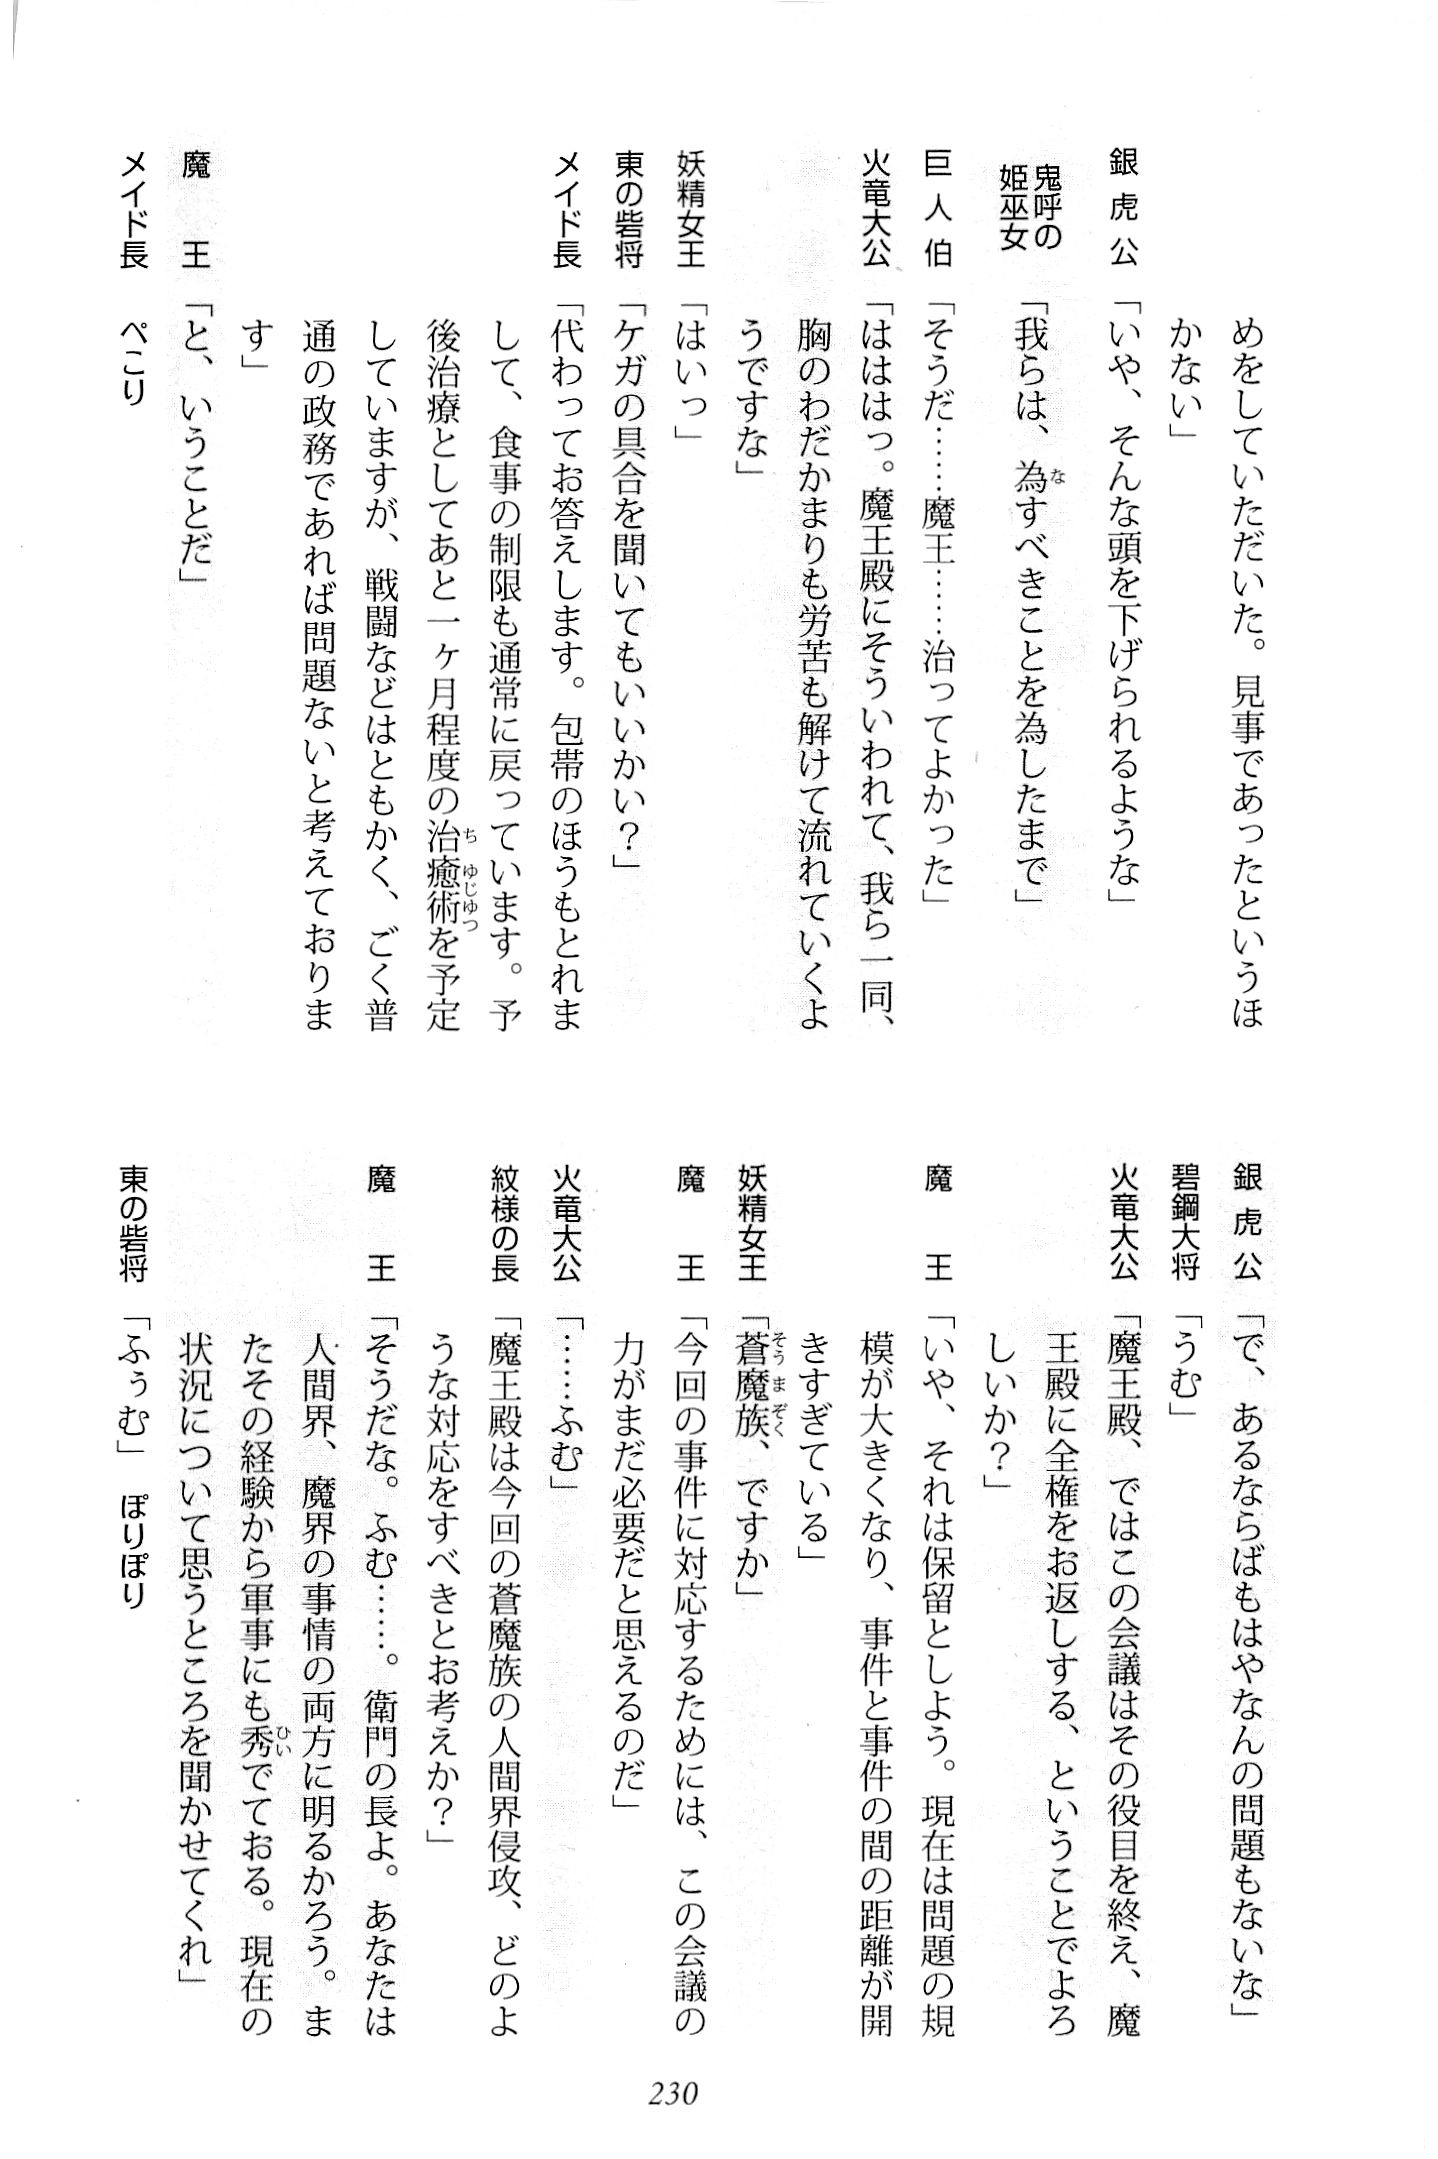 めをしていただいた。見事であったというほ
かない」
銀虎公「いや、そんな頭を下げられるような」
鬼呼の姫巫女「我らは、為すべきことを為したまで」
巨人伯「そうだ……魔王……治ってよかった」
火竜大公「はははっ。魔王殿にそういわれて、我ら一同、
胸のわだかまりも労苦も解けて流れていくよ
うですな」
妖精女王「はいっ」
東の砦将「ケガの具合を聞いてもいいかい？」
メイド長「代わってお答えします。包帯のほうもとれま
して、食事の制限も通常に戻っています。予
後治療としてあと一ヶ月程度の治癒術を予定
していますが、戦闘などはともかく、ごく普
通の政務であれば問題ないと考えておりま
す」
魔王「と、いうことだ」
メイド長　ぺこり
銀虎公「で、あるならばもはやなんの問題もないな」
碧鋼大将「うむ」
火竜大公「魔王殿、ではこの会議はその役目を終え、魔
王殿に全権をお返しする、ということでよろ
しいか？」
魔王「いや、それは保留としよう。現在は問題の規
模が大きくなり、事件と事件の間の距離が開
きすぎている」
妖精女王「蒼魔族、ですか」
魔王「今回の事件に対応するためには、この会議の
力がまだ必要だと思えるのだ」
火竜大公「……ふむ」
紋様の長「魔王殿は今回の蒼魔族の人間界侵攻、どのよ
うな対応をすべきとお考えか？」
魔王「そうだな。ふむ……。衛門の長よ。あなたは
人間界、魔界の事情の両方に明るかろう。ま
たその経験から軍事にも秀でておる。現在の
状況について思うところを聞かせてくれ」
東の砦将「ふぅむ」　ぽりぽり
230